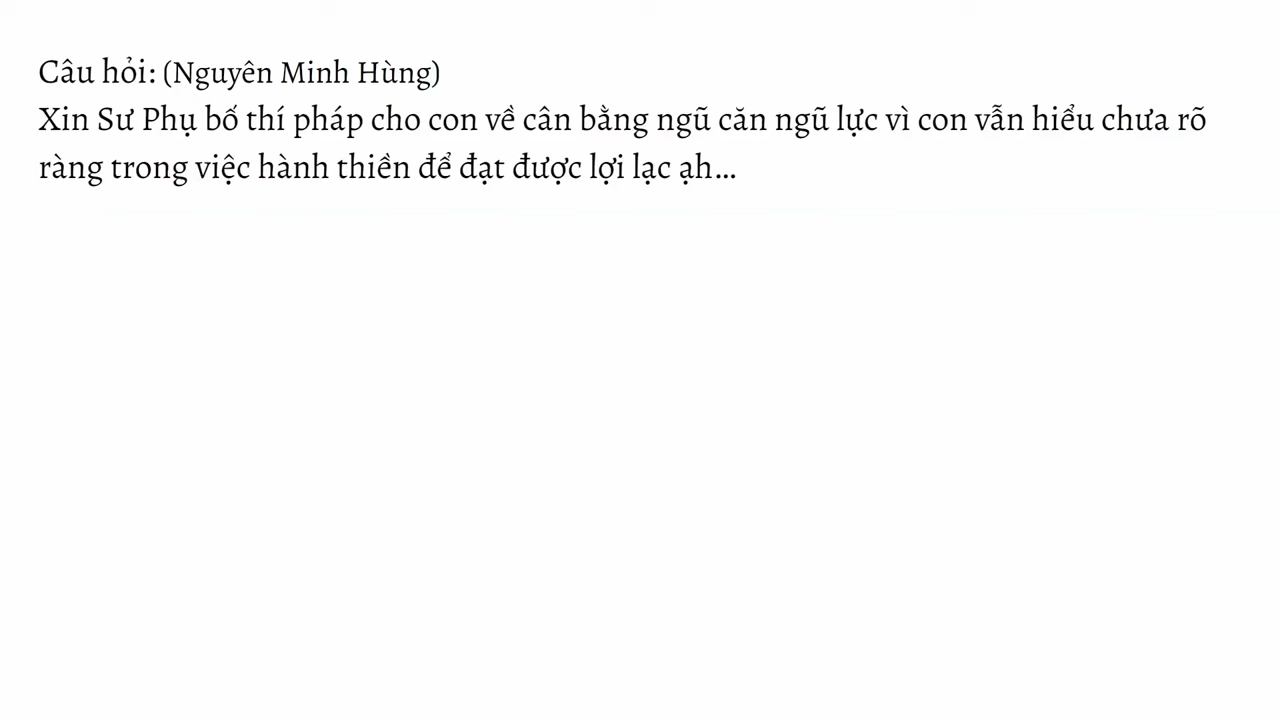 Câu hỏi: (Nguyên Minh Hùng)
Xin Sư Phụ bố thí pháp cho con về cân bằng ngũ căn ngũ lực vì con vẫn hiểu chưa rõ
ràng trong việc hành thiền để đạt được lợi lạc ạh...